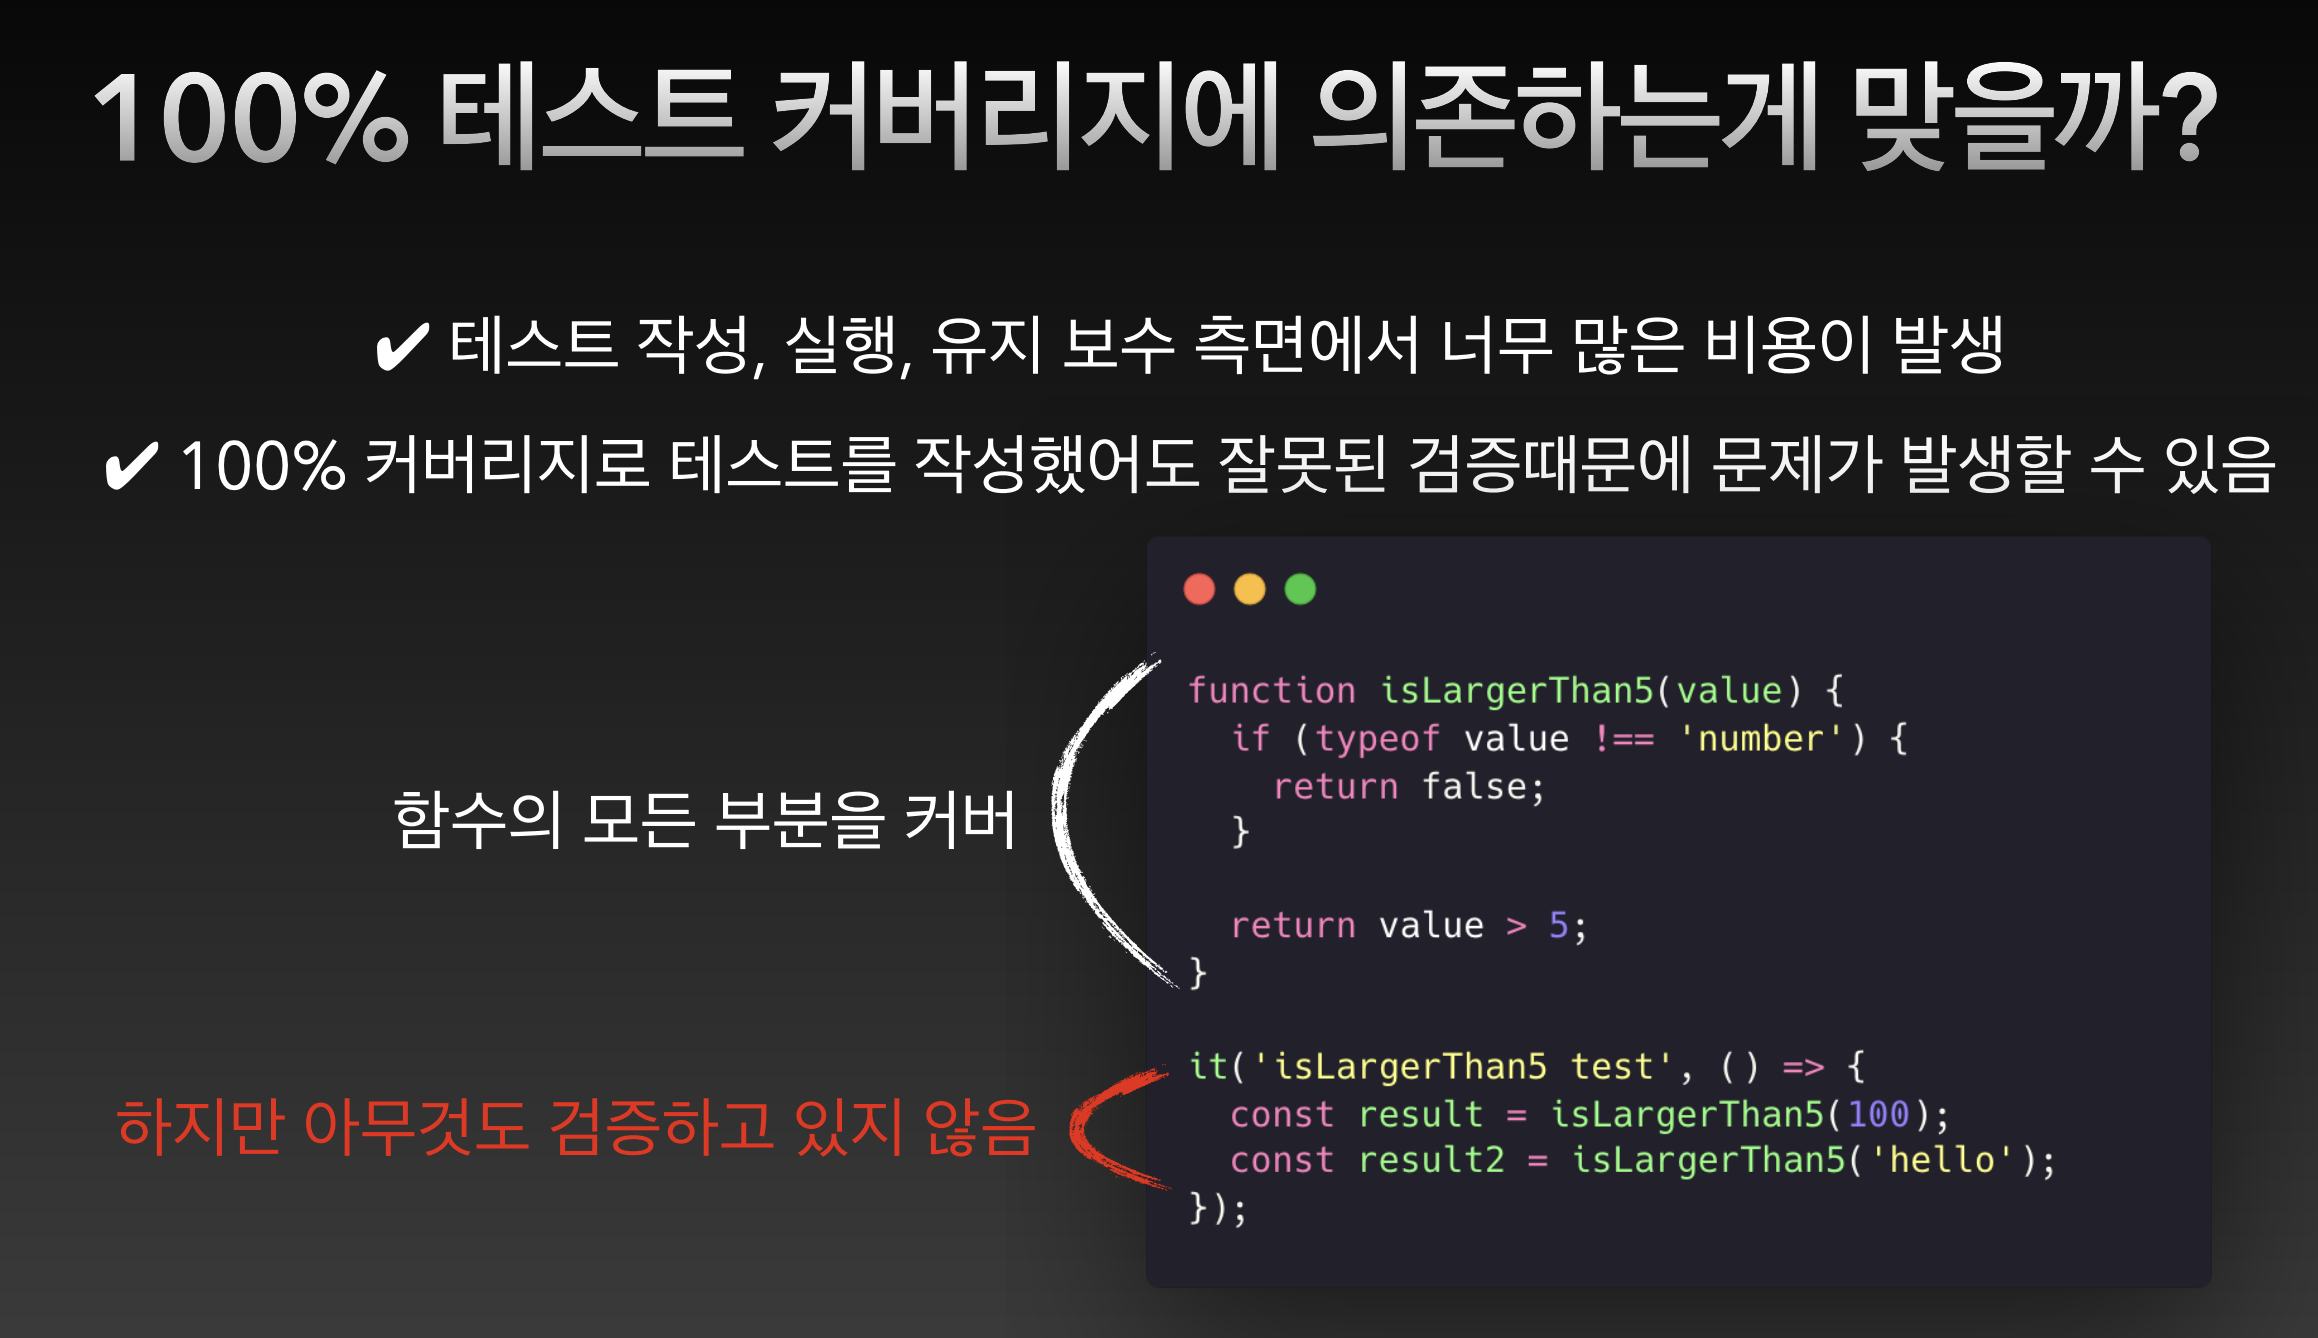 100% 테스트 커버리지에 의존하는게 맞을까?
✔ 테스트 작성, 실행, 유지 보수 측면에서 너무 많은 비용이 발생
✔ 100% 커버리지로 테스트를 작성했어도 잘못된 검증때문에 문제가 발생할 수 있음
함수의 모든 부분을 커버
function isLargerThan5(value) {
  if (typeof value !== 'number') {
    return false;
  }

  return value > 5;
}
하지만 아무것도 검증하고 있지 않음
it('isLargerThan5 test', () => {
  const result = isLargerThan5(100);
  const result2 = isLargerThan5('hello');
});